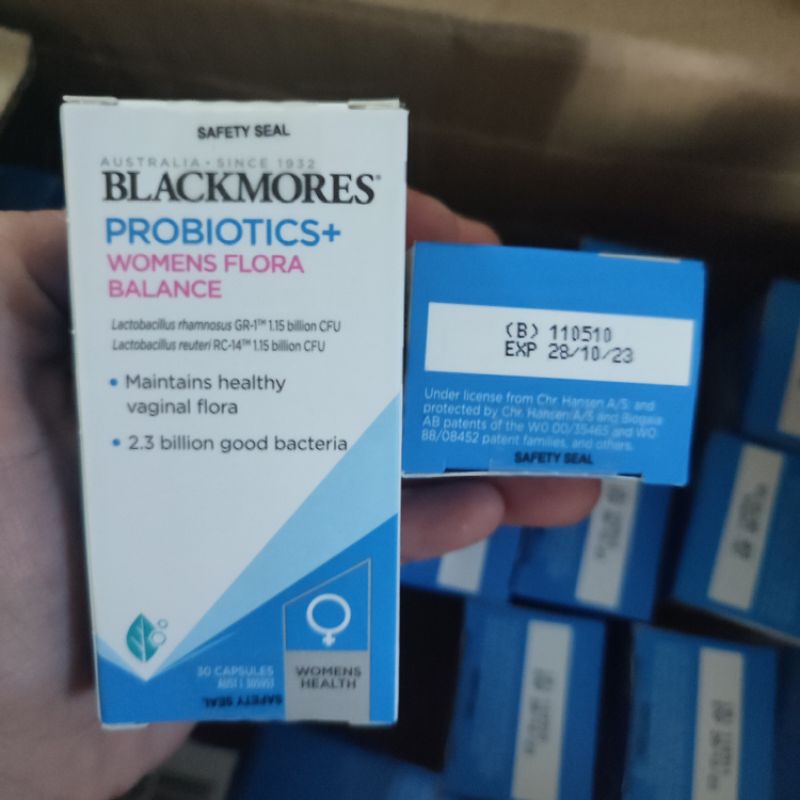 SAFETY SEAL
AUSTRALIA • SINCE 1932
BLACKMORES®
PROBIOTICS+
WOMENS FLORA
BALANCE
Lactobacillus rhamnosus GR-1™ 1.15 billion CFU
Lactobacillus reuteri RC-14™ 1.15 billion CFU
• Maintains healthy
vaginal flora
• 2.3 billion good bacteria
30 CAPSULES
AUST L 305951
WOMENS
HEALTH
SAFETY SEAL
(B) 110510
EXP 28/10/23
Under license from Chr. Hansen A/S and
protected by Chr. Hansen A/S and Biogaia
AB patents of the WO 00/35465 and WO
88/08452 patent families, and others.
SAFETY SEAL